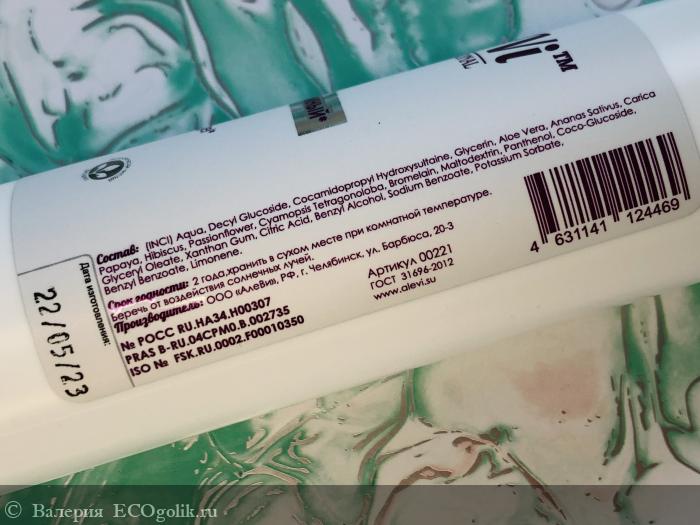 Vi™
Состав: (INCI) Aqua, Decyl Glucoside, Cocamidopropyl Hydroxysultaine, Glycerin, Aloe Vera, Ananas Sativus, Carica
Papaya, Hibiscus, Passionflower, Cyamopsis Tetragonoloba, Bromelain, Maltodextrin, Panthenol, Coco-Glucoside,
Glyceryl Oleate, Xanthan Gum, Citric Acid, Benzyl Alcohol, Sodium Benzoate, Potassium Sorbate,
Benzyl Benzoate, Limonene.
Срок годности: 2 года,хранить в сухом месте при комнатной температуре.
Беречь от воздействия солнечных лучей.
Производитель: ООО «АлеВи», РФ, г. Челябинск, ул. Барбюса, 20-3
№ РОСС RU.НА34.Н00307
PRAS B-RU.04СРМ0.В.002735
ISO № FSK.RU.0002.F00010350
Артикул 00221
ГОСТ 31696-2012
www.alevi.su
4 631141 124469
Дата изготовления:
22/05/23
© Валерия ECOgolik.ru